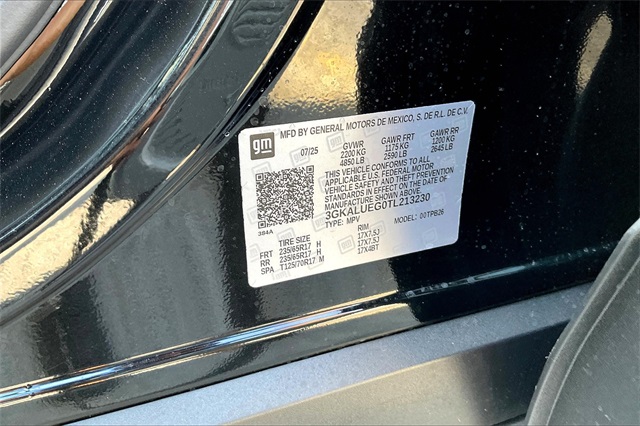 gm
MFD BY GENERAL MOTORS DE MEXICO, S. DE R.L. DE C.V.
07/25 GVWR GAWR FRT GAWR RR
2200 KG 1175 KG 1200 KG
4850 LB 2590 LB 2645 LB
THIS VEHICLE CONFORMS TO ALL
APPLICABLE U.S. FEDERAL MOTOR
VEHICLE SAFETY AND THEFT PREVENTION
STANDARDS IN EFFECT ON THE DATE OF
MANUFACTURE SHOWN ABOVE.
3GKALUEG0TL213230
TYPE: MPV MODEL: 00TPB26
384A
TIRE SIZE RIM
FRT 235/65R17 H 17X7.5J
RR 235/65R17 H 17X7.5J
SPA T125/70R17 M 17X4BT